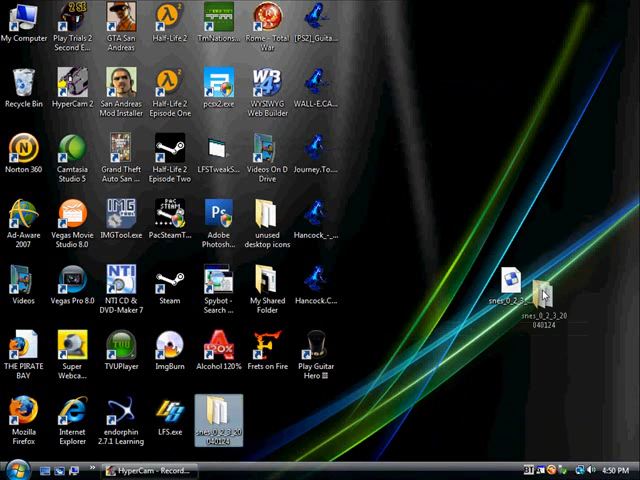 My Computer
Play Trials 2
Second E...
GTA San
Andreas
Half-Life 2
TmNations...
Rome - Total
War
[PS2]_Guita...
Recycle Bin
HyperCam 2
San Andreas
Mod Installer
Half-Life 2
Episode One
pcsx2.exe
WYSIWYG
Web Builder
WALL-E.CA...
Norton 360
Camtasia
Studio 5
Grand Theft
Auto San ...
Half-Life 2
Episode Two
LFSTweakS...
Videos On D
Drive
Journey.To...
Ad-Aware
2007
Vegas Movie
Studio 8.0
IMGTool.exe
PAC
STEAM
PacSteamT...
Adobe
Photosh...
unused
desktop icons
Hancock_-_...
Videos
Vegas Pro 8.0
NTI
NTI CD &
DVD-Maker 7
Steam
Spybot -
Search ...
My Shared
Folder
Hancock.C...
snes_0_2_3_...
snes_0_2_3_20
040124
THE PIRATE
BAY
Super
Webca...
TVUPlayer
ImgBurn
Alcohol 120%
Frets on Fire
Play Guitar
Hero III
Mozilla
Firefox
Internet
Explorer
endorphin
2.7.1 Learning
LFS.exe
snes_0_2_3_20
040124
HyperCam - Record...
4:50 PM